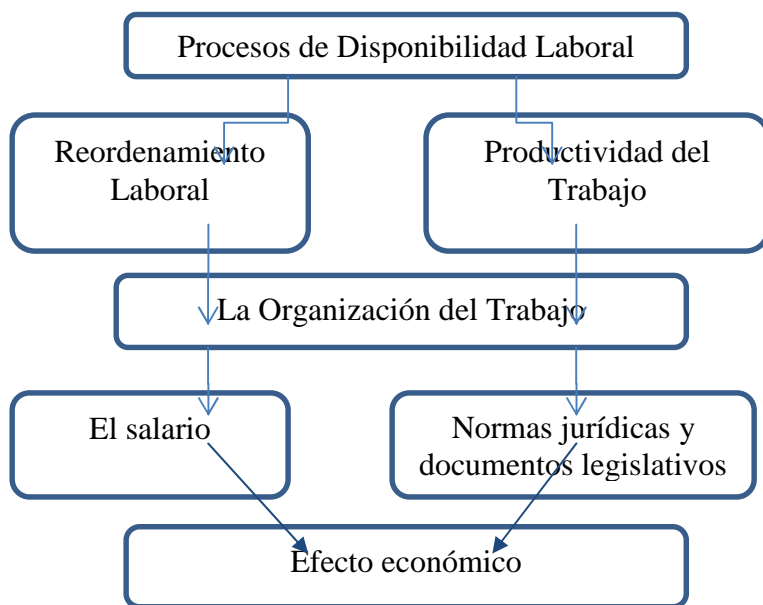 Procesos de Disponibilidad Laboral
Reordenamiento
Laboral
Productividad del
Trabajo
La Organización del Trabajo
El salario
Normas jurídicas y
documentos legislativos
Efecto económico